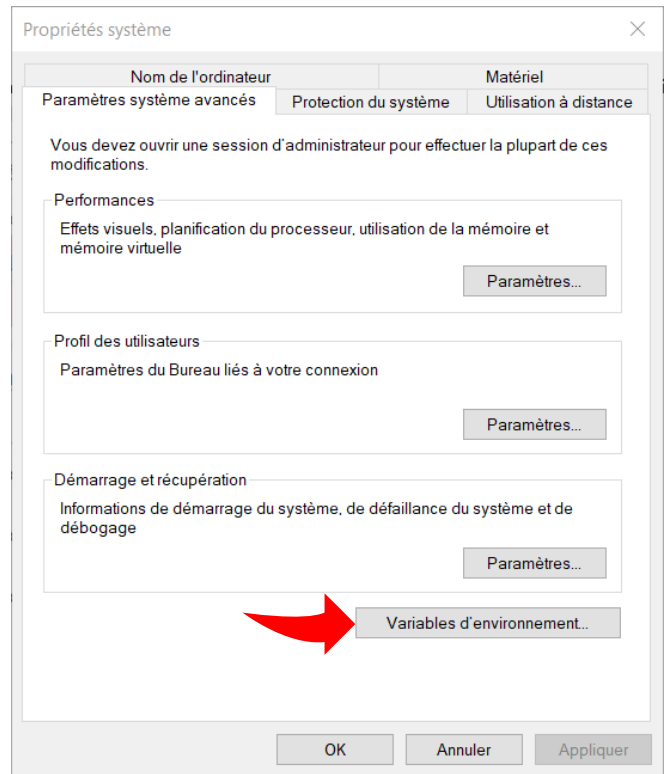 Propriétés système
Nom de l'ordinateur
Matériel
Paramètres système avancés
Protection du système
Utilisation à distance
Vous devez ouvrir une session d'administrateur pour effectuer la plupart de ces
modifications.
Performances
Effets visuels, planification du processeur, utilisation de la mémoire et
mémoire virtuelle
Paramètres...
Profil des utilisateurs
Paramètres du Bureau liés à votre connexion
Paramètres...
Démarrage et récupération
Informations de démarrage du système, de défaillance du système et de
débogage
Paramètres...
Variables d'environnement...
OK
Annuler
Appliquer